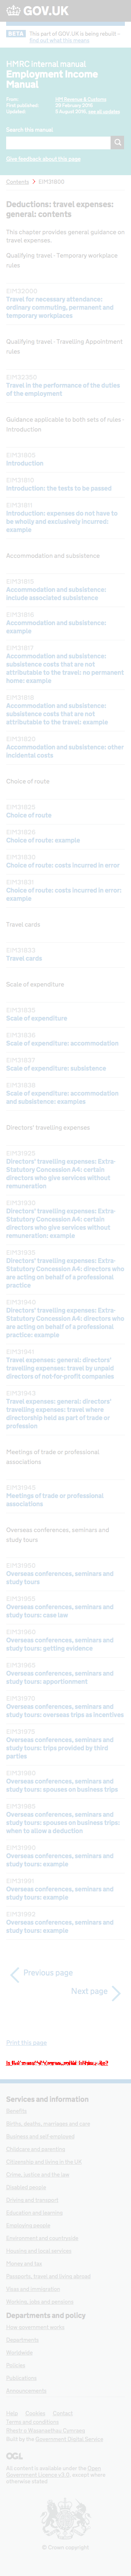 GOV.UK
BETA This part of GOV.UK is being rebuilt –
find out what this means
HMRC internal manual
Employment Income
Manual
From: HM Revenue & Customs
Updated: see all updates
Search this manual
Give feedback about this page
Contents > EIM31800
Deductions: travel expenses:
general: contents
This chapter provides general guidance on
travel expenses.
Qualifying travel - Temporary workplace
rules
Travel for necessary attendance:
ordinary commuting, permanent and
temporary workplaces
Qualifying travel - Travelling Appointment
rules
Travel in the performance of the duties
of the employment
Guidance applicable to both sets of rules -
introduction
EIM31805
Introduction
EIM31810
Introduction: the tests to be passed
EIM31811
Introduction: expenses do not have to
be wholly and exclusively incurred:
example
Accommodation and subsistence
EIM31815
Accommodation and subsistence:
include associated subsistence
EIM31816
Accommodation and subsistence:
example
EIM31817
Accommodation and subsistence:
subsistence costs that are not
attributable to the travel: no permanent
home: example
EIM31818
Accommodation and subsistence:
subsistence costs that are not
attributable to the travel: example
EIM31820
Accommodation and subsistence: other
incidental costs
Choice of route
EIM31825
Choice of route
EIM31826
Choice of route: example
EIM31830
Choice of route: costs incurred in error
EIM31831
Choice of route: costs incurred in error:
example
Travel cards
EIM31833
Travel cards
Scale of expenditure
EIM31835
Scale of expenditure
EIM31836
Scale of expenditure: accommodation
EIM31837
Scale of expenditure: subsistence
EIM31838
Scale of expenditure: accommodation
and subsistence: examples
Directors' travelling expenses
Directors' travelling expenses: Extra-
Statutory Concession A4: certain
directors who give services without
remuneration
Directors' travelling expenses: Extra-
Statutory Concession A4: certain
directors who give services without
remuneration: example
Directors' travelling expenses: Extra-
Statutory Concession A4: directors who
are acting on behalf of a professional
practice
Directors' travelling expenses: Extra-
Statutory Concession A4: directors who
are acting on behalf of a professional
practice: example
Travel expenses: general: directors'
travelling expenses: travel by unpaid
directors of not-for-profit companies
Travel expenses: general: directors'
travelling expenses: travel where
directorship held as part of trade or
profession
Meetings of trade or professional
associations
EIM31945
Meetings of trade or professional
associations
Overseas conferences, seminars and
study tours
EIM31950
Overseas conferences, seminars and
study tours
EIM31955
Overseas conferences, seminars and
study tours: case law
EIM31960
Overseas conferences, seminars and
study tours: getting evidence
EIM31965
Overseas conferences, seminars and
study tours: apportionment
EIM31970
Overseas conferences, seminars and
study tours: overseas trips as incentives
EIM31975
Overseas conferences, seminars and
study tours: trips provided by third
parties
EIM31980
Overseas conferences, seminars and
study tours: spouses on business trips
EIM31985
Overseas conferences, seminars and
study tours: spouses on business trips:
when to allow a deduction
EIM31990
Overseas conferences, seminars and
study tours: example
EIM31991
Overseas conferences, seminars and
study tours: example
EIM31992
Overseas conferences, seminars and
study tours: example
Previous page
Next page
Print this page
Services and information
Benefits
Births, deaths, marriages and care
Business and self-employed
Childcare and parenting
Citizenship and living in the UK
Crime, justice and the law
Disabled people
Driving and transport
Education and learning
Employing people
Environment and countryside
Housing and local services
Money and tax
Passports, travel and living abroad
Visas and immigration
Working, jobs and pensions
Departments and policy
How government works
Departments
Worldwide
Policies
Publications
Announcements
Help Cookies Contact
Terms and conditions
Rhestr o Wasanaethau Cymraeg
Built by the Government Digital Service
OGL
All content is available under the Open
Government Licence v3.0, except where
otherwise stated
© Crown copyright